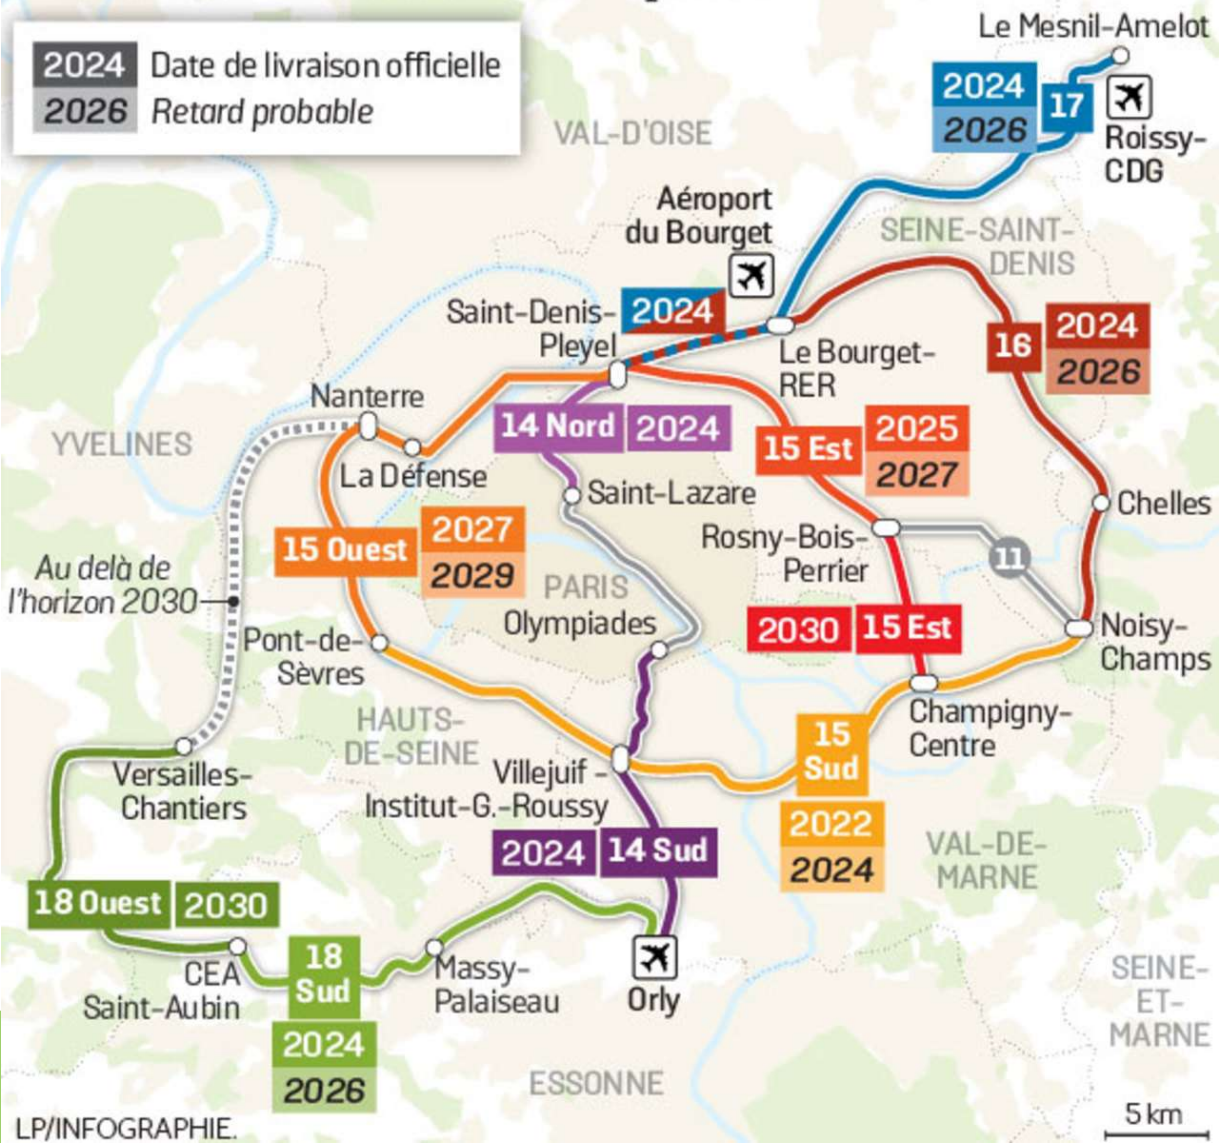 2024 Date de livraison officielle
2026 Retard probable
Le Mesnil-Amelot
2024
2026
17
Roissy-
CDG
VAL-D'OISE
Aéroport
du Bourget
SEINE-SAINT-
DENIS
Saint-Denis-
Pleyel
2024
Le Bourget-
RER
16
2024
2026
Nanterre
14 Nord 2024
15 Est
2025
2027
YVELINES
La Défense
Saint-Lazare
Chelles
15 Ouest
2027
2029
Rosny-Bois-
Perrier
11
Au delà de
l'horizon 2030
PARIS
Olympiades
2030 15 Est
Pont-de-
Sèvres
Noisy-
Champs
HAUTS-
DE-SEINE
Champigny-
Centre
15
Sud
2022
2024
Versailles-
Chantiers
Villejuif -
Institut-G.-Roussy
2024 14 Sud
VAL-DE-
MARNE
18 Ouest 2030
CEA
Saint-Aubin
18
Sud
2024
2026
Massy-
Palaiseau
Orly
SEINE-
ET-
MARNE
ESSONNE
LP/INFOGRAPHIE.
5 km